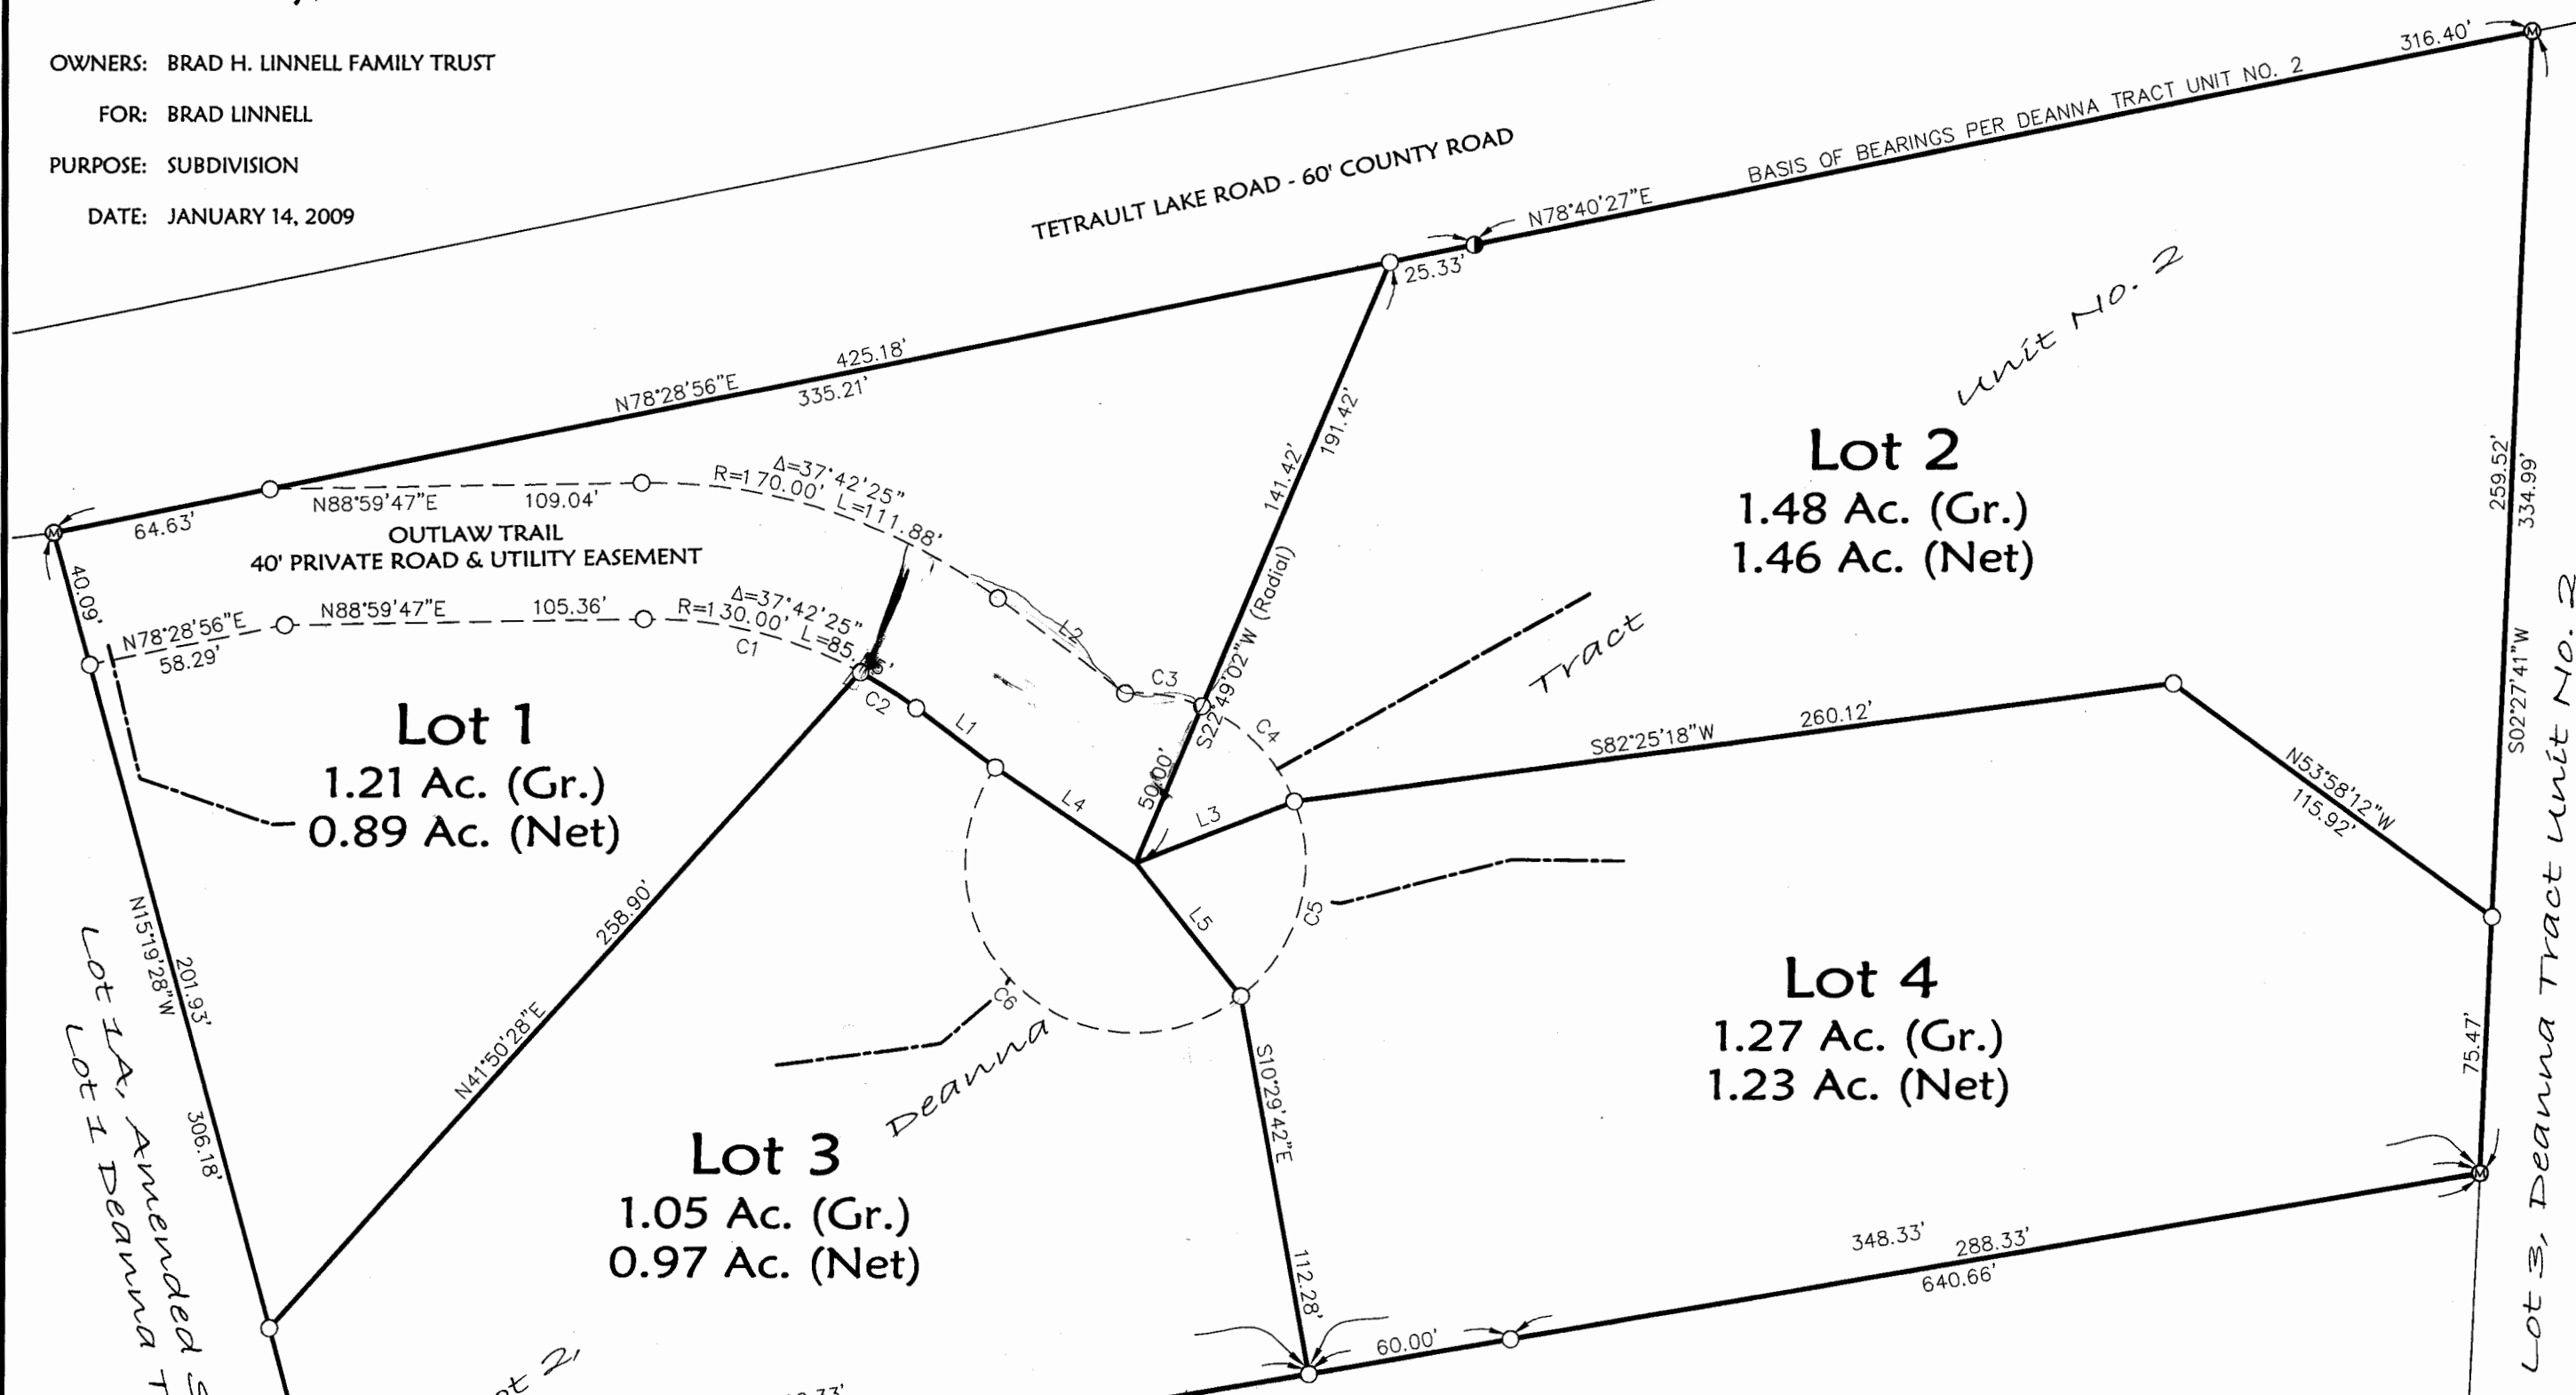 OWNERS: BRAD H. LINNELL FAMILY TRUST
FOR: BRAD LINNELL
PURPOSE: SUBDIVISION
DATE: JANUARY 14, 2009
316.40'
BASIS OF BEARINGS PER DEANNA TRACT UNIT NO. 2
TETRAULT LAKE ROAD - 60' COUNTY ROAD
N78°40'27"E
25.33'
425.18'
N78°28'56"E
335.21'
64.63'
N88°59'47"E 109.04'
Δ=37°42'25"
R=170.00' L=111.88'
OUTLAW TRAIL
40' PRIVATE ROAD & UTILITY EASEMENT
40.09'
N78°28'56"E
58.29'
N88°59'47"E 105.36'
Δ=37°42'25"
R=130.00'
C1
C2
L1
L2
C3
C4
L3
L4
L5
C5
C6
191.42'
141.42'
S22°49'02"W (Radial)
50.00'
Unit No. 2
Tract
Deanna
Lot 2
1.48 Ac. (Gr.)
1.46 Ac. (Net)
259.52'
334.99'
S02°27'41"W
S82°25'18"W 260.12'
N53°58'12"W
115.92'
Lot 1
1.21 Ac. (Gr.)
0.89 Ac. (Net)
N15°19'28"W
201.93'
306.18'
258.90'
N41°50'28"E
Lot 1A, Amended S
Lot 1 Deanna T
Lot 3
1.05 Ac. (Gr.)
0.97 Ac. (Net)
S10°29'42"E
112.28'
Lot 4
1.27 Ac. (Gr.)
1.23 Ac. (Net)
75.47'
Lot 3, Deanna Tract Unit No. 2
348.33'
288.33'
640.66'
60.00'